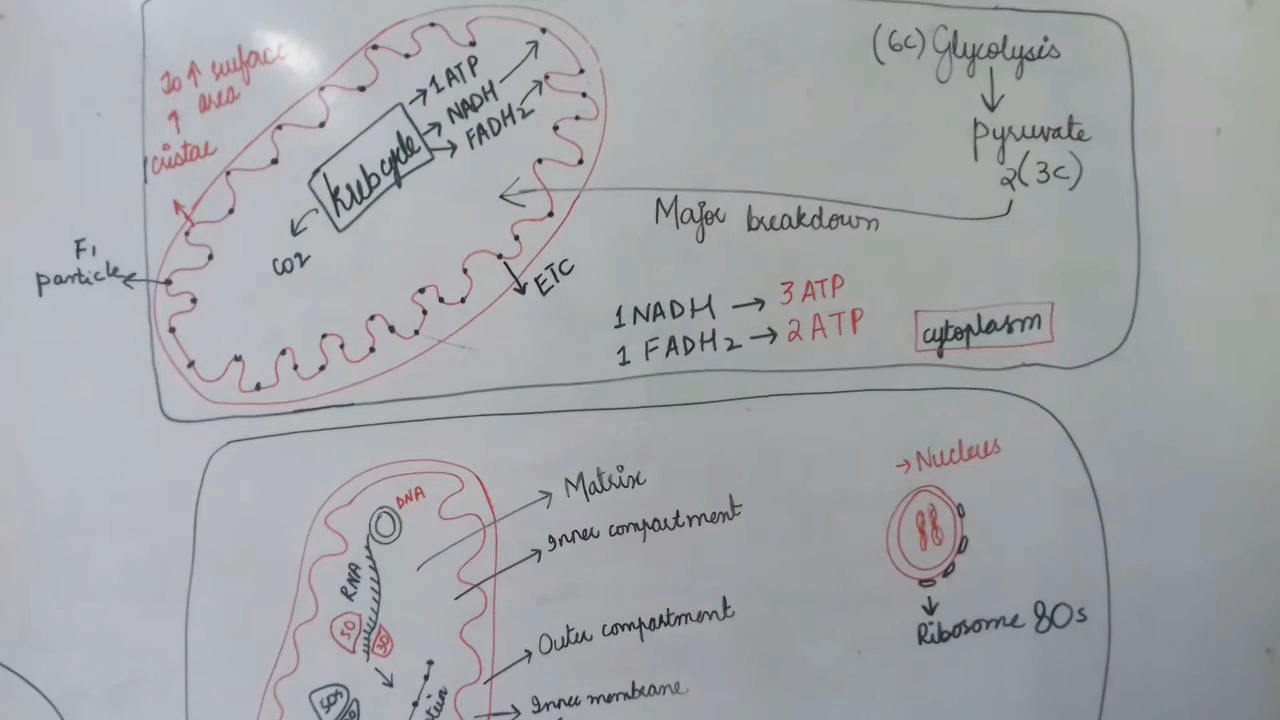 To ↑ surface
area
↑
cristae
F1
particle
Kreb cycle
→ 1 ATP
→ NADH
→ FADH2
CO2
ETC
(6C) Glycolysis
↓
Pyruvate
2(3C)
Major breakdown
1 NADH → 3 ATP
1 FADH2 → 2 ATP
cytoplasm
DNA
RNA
50
30
50s
Matrix
Inner compartment
Outer compartment
Inner membrane
→ Nucleus
↓
Ribosome 80s